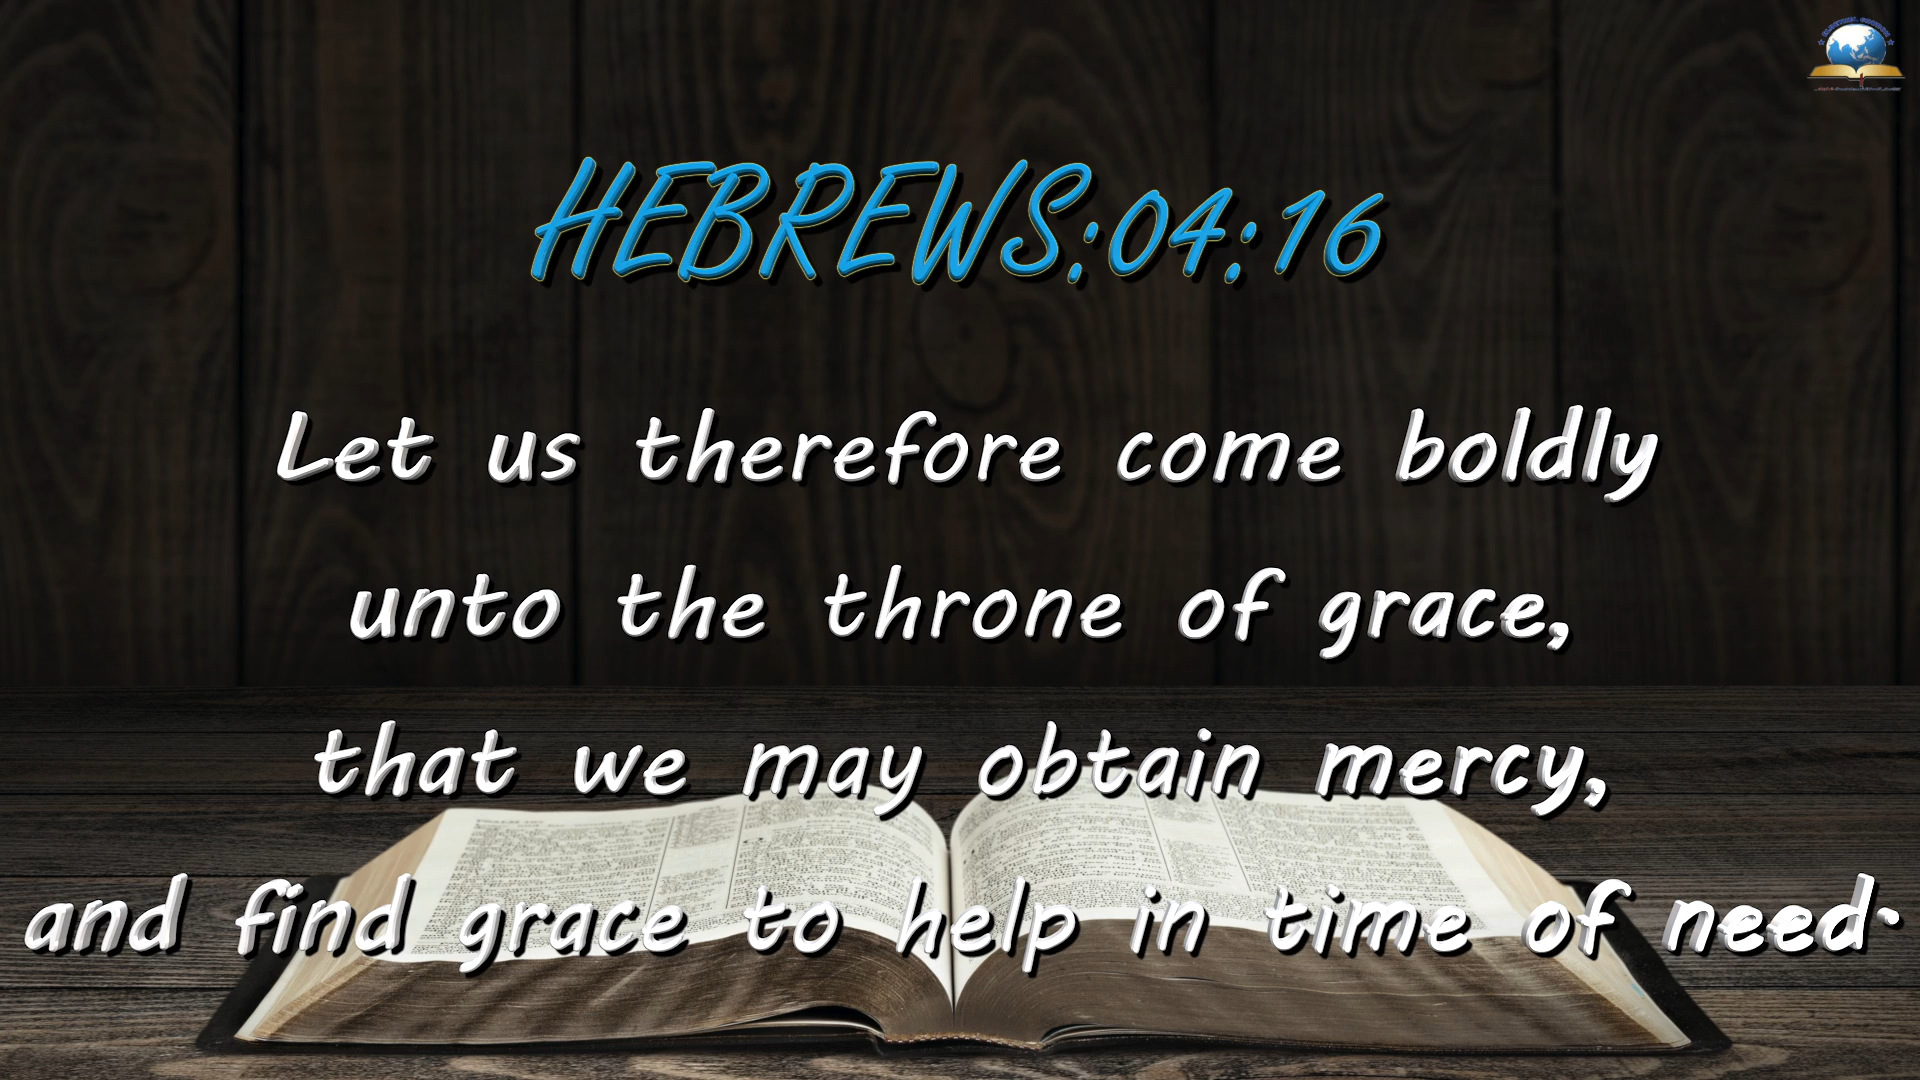 HEBREWS:04:16
Let us therefore come boldly
unto the throne of grace,
that we may obtain mercy,
and find grace to help in time of need.